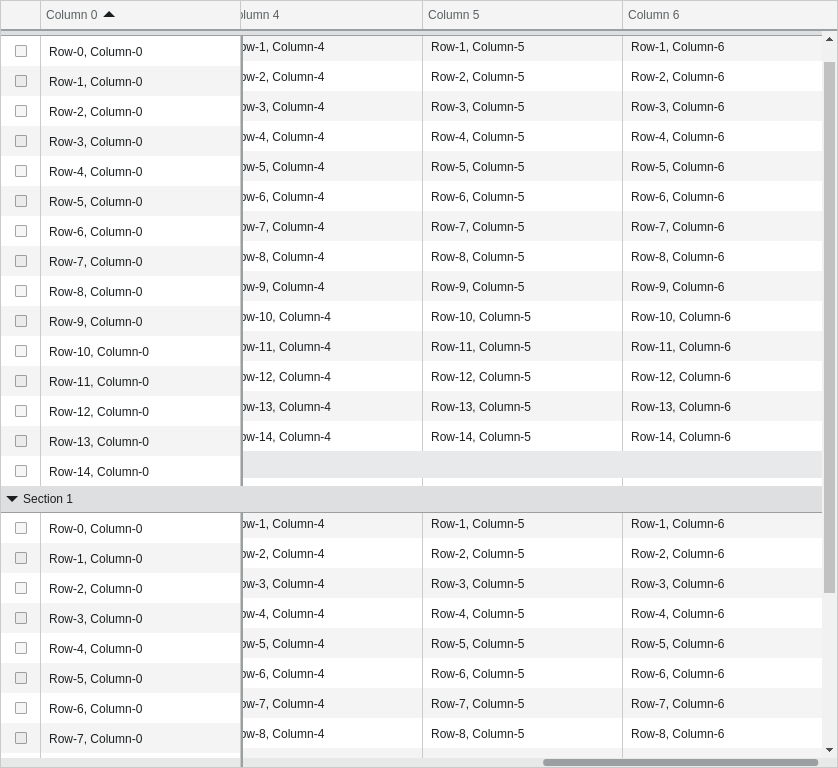 Column 0 olumn 4 Column 5 Column 6
ow-1, Column-4 Row-1, Column-5 Row-1, Column-6
Row-0, Column-0
ow-2, Column-4 Row-2, Column-5 Row-2, Column-6
Row-1, Column-0
ow-3, Column-4 Row-3, Column-5 Row-3, Column-6
Row-2, Column-0
ow-4, Column-4 Row-4, Column-5 Row-4, Column-6
Row-3, Column-0
ow-5, Column-4 Row-5, Column-5 Row-5, Column-6
Row-4, Column-0
ow-6, Column-4 Row-6, Column-5 Row-6, Column-6
Row-5, Column-0
ow-7, Column-4 Row-7, Column-5 Row-7, Column-6
Row-6, Column-0
ow-8, Column-4 Row-8, Column-5 Row-8, Column-6
Row-7, Column-0
ow-9, Column-4 Row-9, Column-5 Row-9, Column-6
Row-8, Column-0
ow-10, Column-4 Row-10, Column-5 Row-10, Column-6
Row-9, Column-0
ow-11, Column-4 Row-11, Column-5 Row-11, Column-6
Row-10, Column-0
ow-12, Column-4 Row-12, Column-5 Row-12, Column-6
Row-11, Column-0
ow-13, Column-4 Row-13, Column-5 Row-13, Column-6
Row-12, Column-0
ow-14, Column-4 Row-14, Column-5 Row-14, Column-6
Row-13, Column-0
Row-14, Column-0
Section 1
ow-1, Column-4 Row-1, Column-5 Row-1, Column-6
Row-0, Column-0
ow-2, Column-4 Row-2, Column-5 Row-2, Column-6
Row-1, Column-0
ow-3, Column-4 Row-3, Column-5 Row-3, Column-6
Row-2, Column-0
ow-4, Column-4 Row-4, Column-5 Row-4, Column-6
Row-3, Column-0
ow-5, Column-4 Row-5, Column-5 Row-5, Column-6
Row-4, Column-0
ow-6, Column-4 Row-6, Column-5 Row-6, Column-6
Row-5, Column-0
ow-7, Column-4 Row-7, Column-5 Row-7, Column-6
Row-6, Column-0
ow-8, Column-4 Row-8, Column-5 Row-8, Column-6
Row-7, Column-0